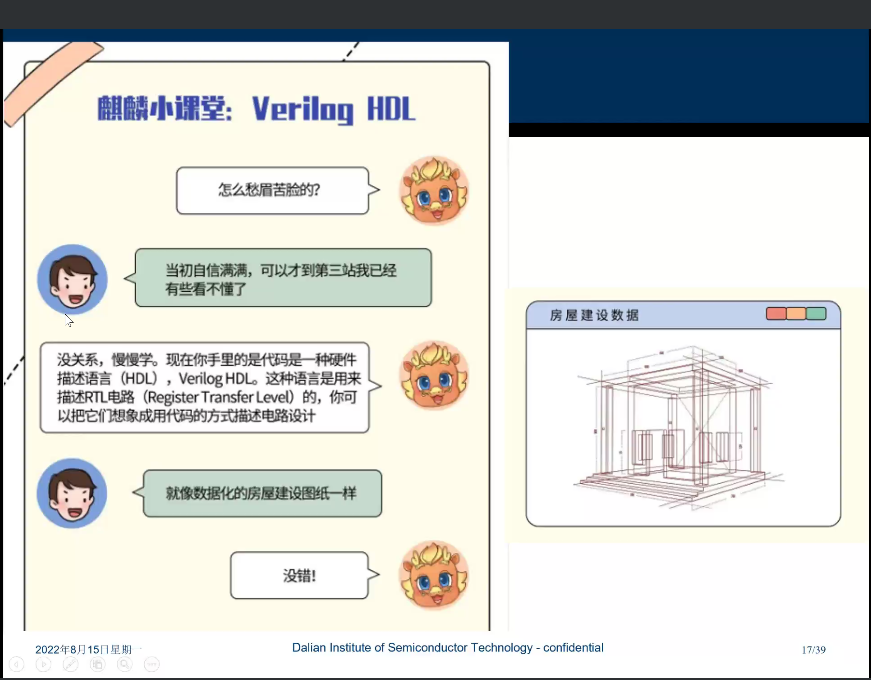 麒麟小课堂：Verilog HDL
怎么愁眉苦脸的？
当初自信满满，可以才到第三站我已经
有些看不懂了
没关系，慢慢学。现在你手里的是代码是一种硬件
描述语言（HDL），Verilog HDL。这种语言是用来
描述RTL电路（Register Transfer Level）的，你可
以把它们想象成用代码的方式描述电路设计
就像数据化的房屋建设图纸一样
没错！
房屋建设数据
2022年8月15日星期一
Dalian Institute of Semiconductor Technology - confidential
17/39